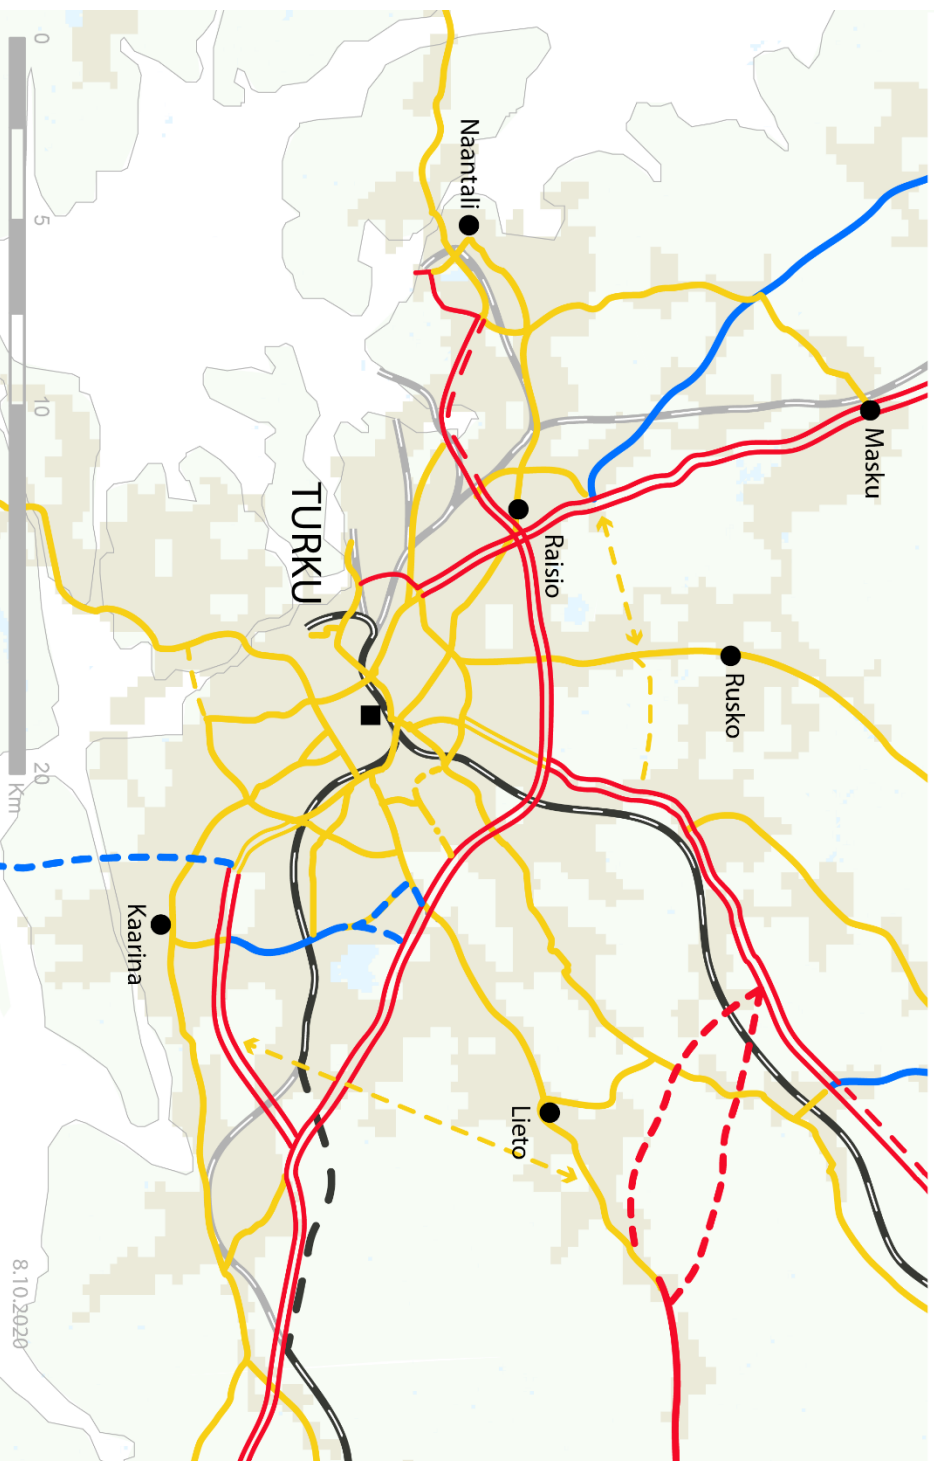 Masku
Rusko
Raisio
Naantali
Lieto
TURKU
Kaarina
0
5
10
20
Km
8.10.2020